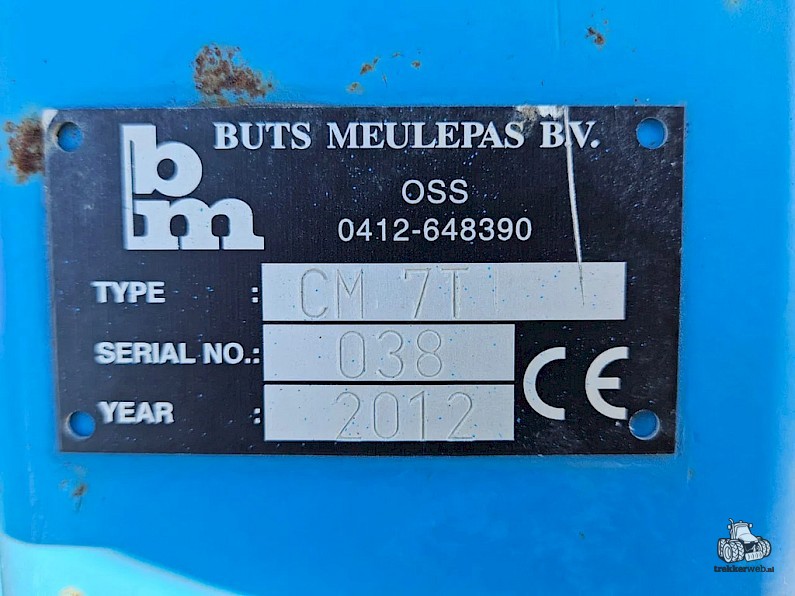 bm
BUTS MEULEPAS B.V.
OSS
0412-648390
TYPE : CM 7T
SERIAL NO.: 038
YEAR : 2012
CE
trekkerweb.nl